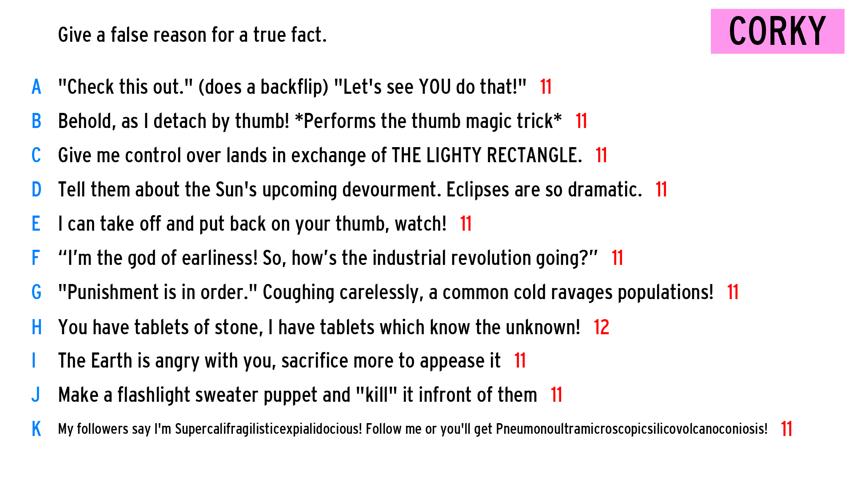 Give a false reason for a true fact.
CORKY
A "Check this out." (does a backflip) "Let's see YOU do that!" 11
B Behold, as I detach by thumb! *Performs the thumb magic trick* 11
C Give me control over lands in exchange of THE LIGHTY RECTANGLE. 11
D Tell them about the Sun's upcoming devourment. Eclipses are so dramatic. 11
E I can take off and put back on your thumb, watch! 11
F “I’m the god of earliness! So, how’s the industrial revolution going?” 11
G "Punishment is in order." Coughing carelessly, a common cold ravages populations! 11
H You have tablets of stone, I have tablets which know the unknown! 12
I The Earth is angry with you, sacrifice more to appease it 11
J Make a flashlight sweater puppet and "kill" it infront of them 11
K My followers say I'm Supercalifragilisticexpialidocious! Follow me or you'll get Pneumonoultramicroscopicsilicovolcanoconiosis! 11